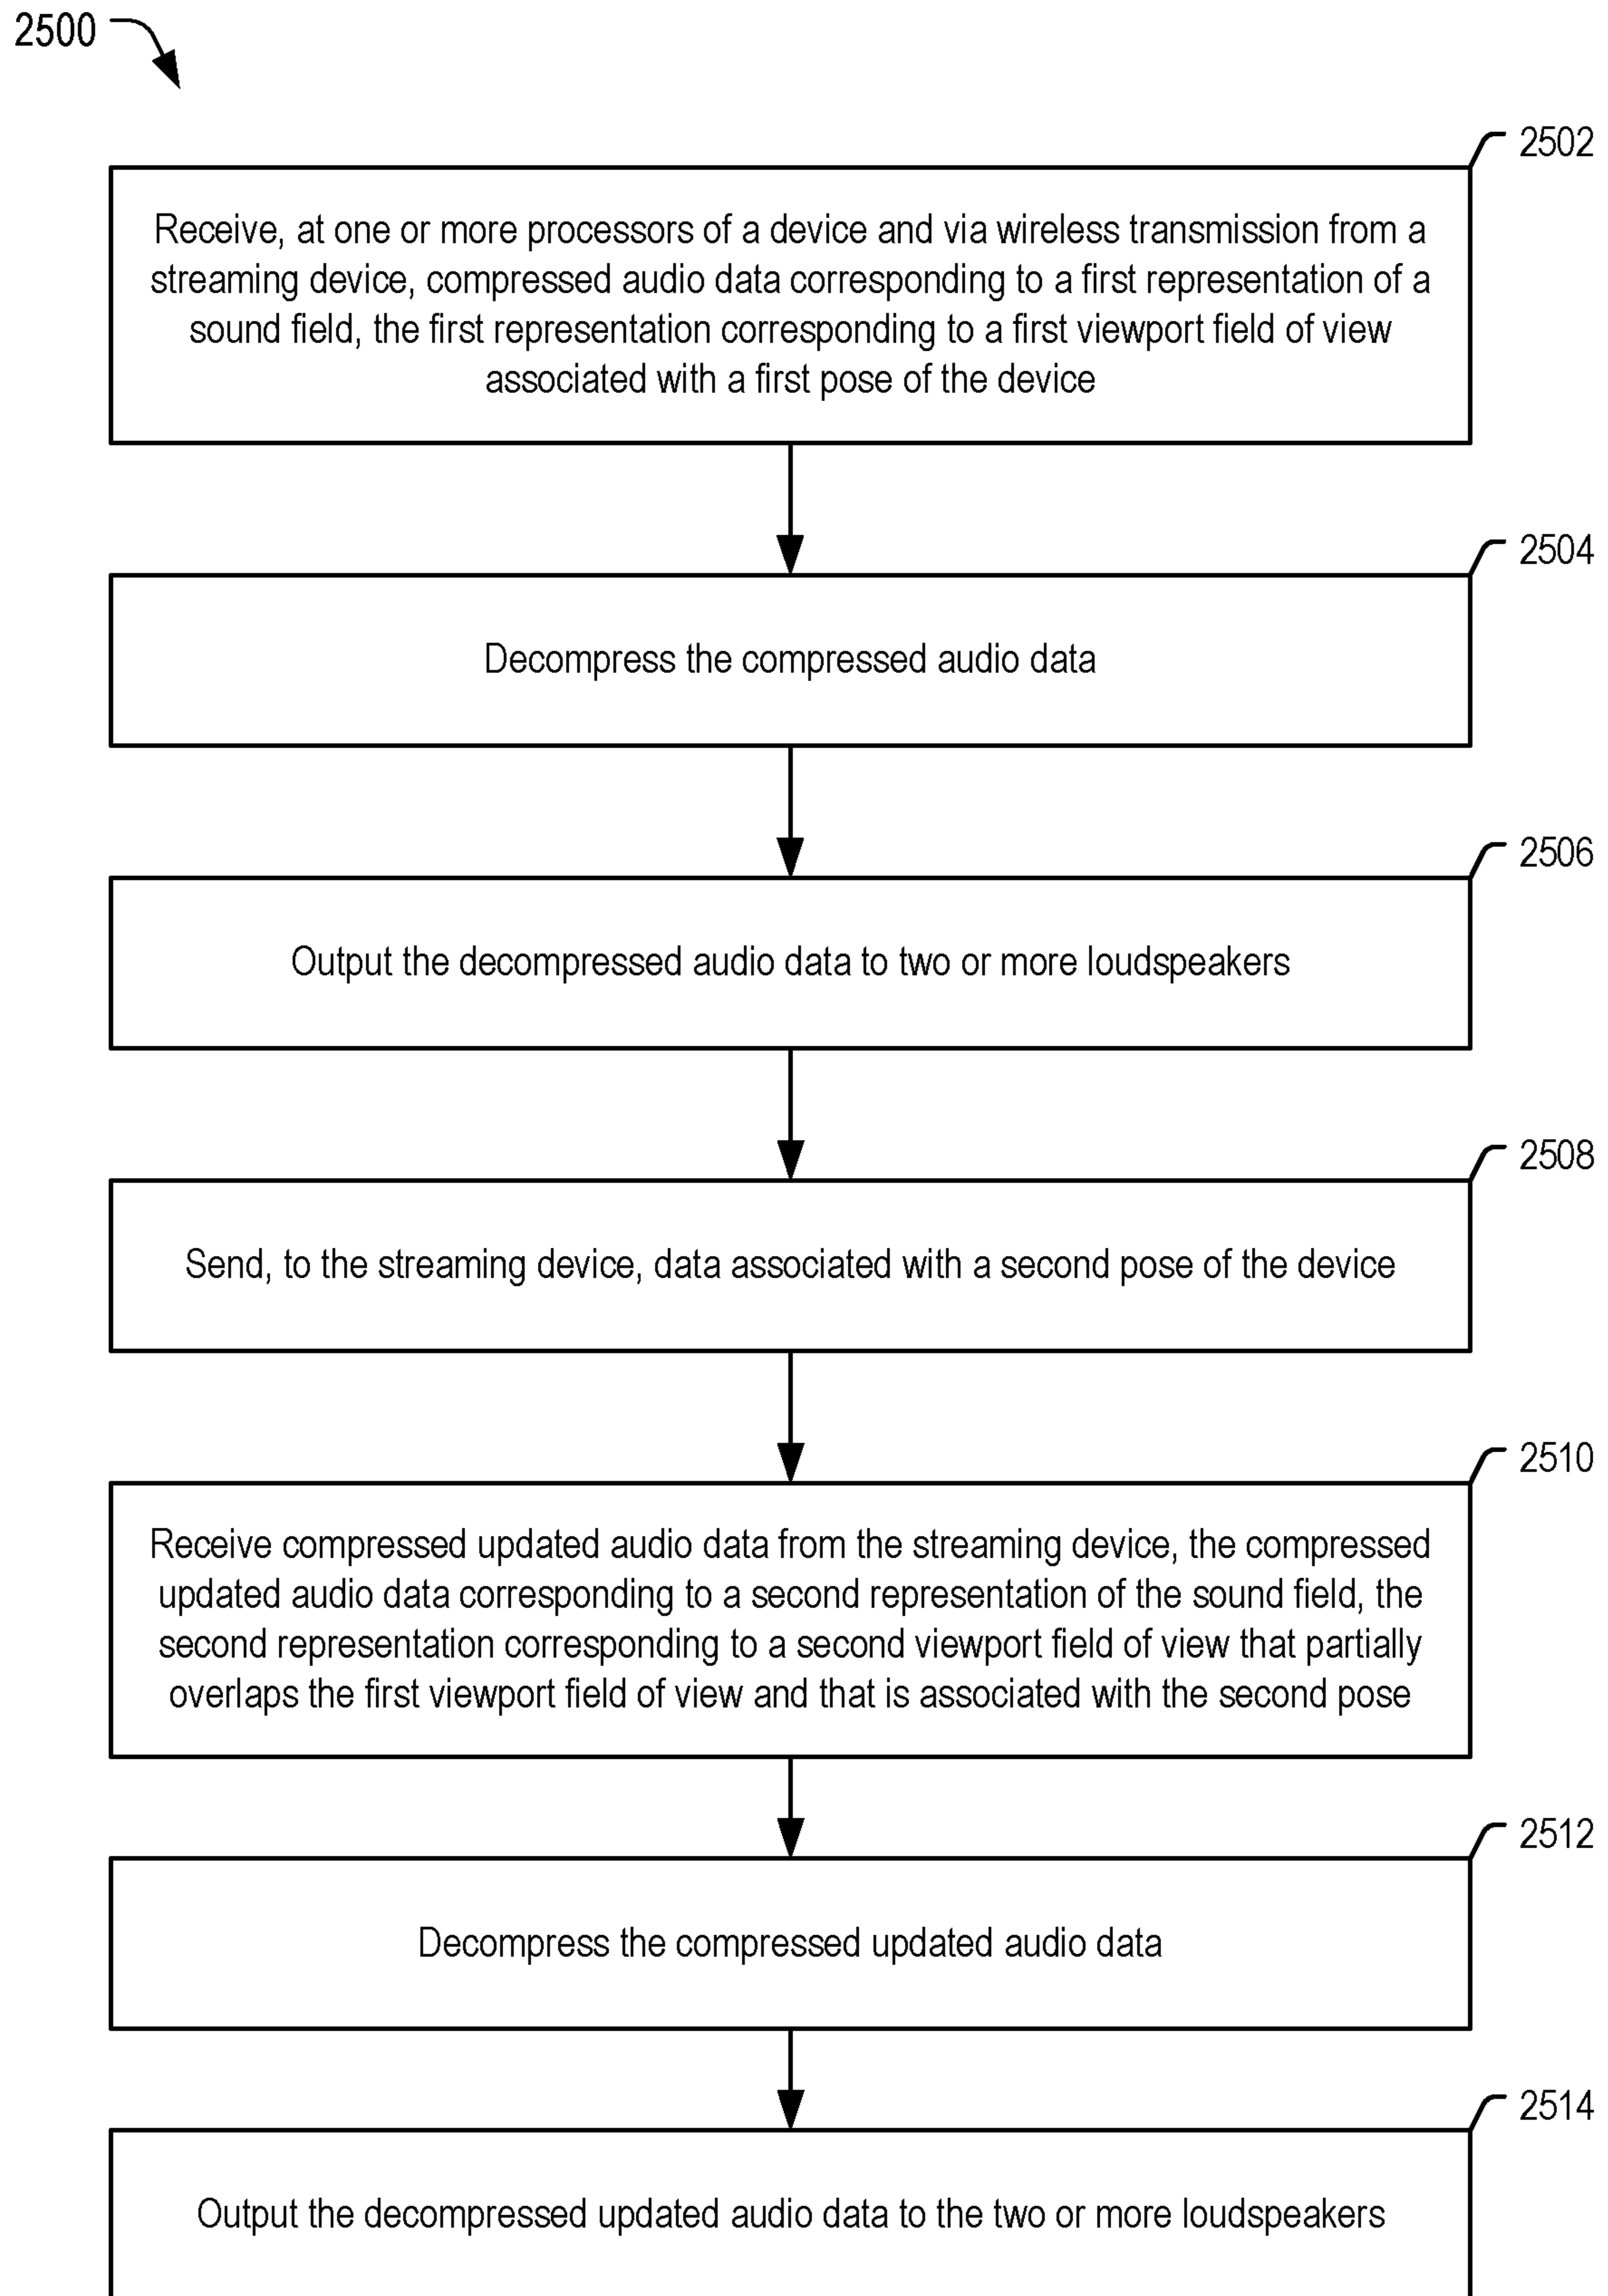 2500
2502
Receive, at one or more processors of a device and via wireless transmission from a
streaming device, compressed audio data corresponding to a first representation of a
sound field, the first representation corresponding to a first viewport field of view
associated with a first pose of the device
2504
Decompress the compressed audio data
2506
Output the decompressed audio data to two or more loudspeakers
2508
Send, to the streaming device, data associated with a second pose of the device
2510
Receive compressed updated audio data from the streaming device, the compressed
updated audio data corresponding to a second representation of the sound field, the
second representation corresponding to a second viewport field of view that partially
overlaps the first viewport field of view and that is associated with the second pose
2512
Decompress the compressed updated audio data
2514
Output the decompressed updated audio data to the two or more loudspeakers